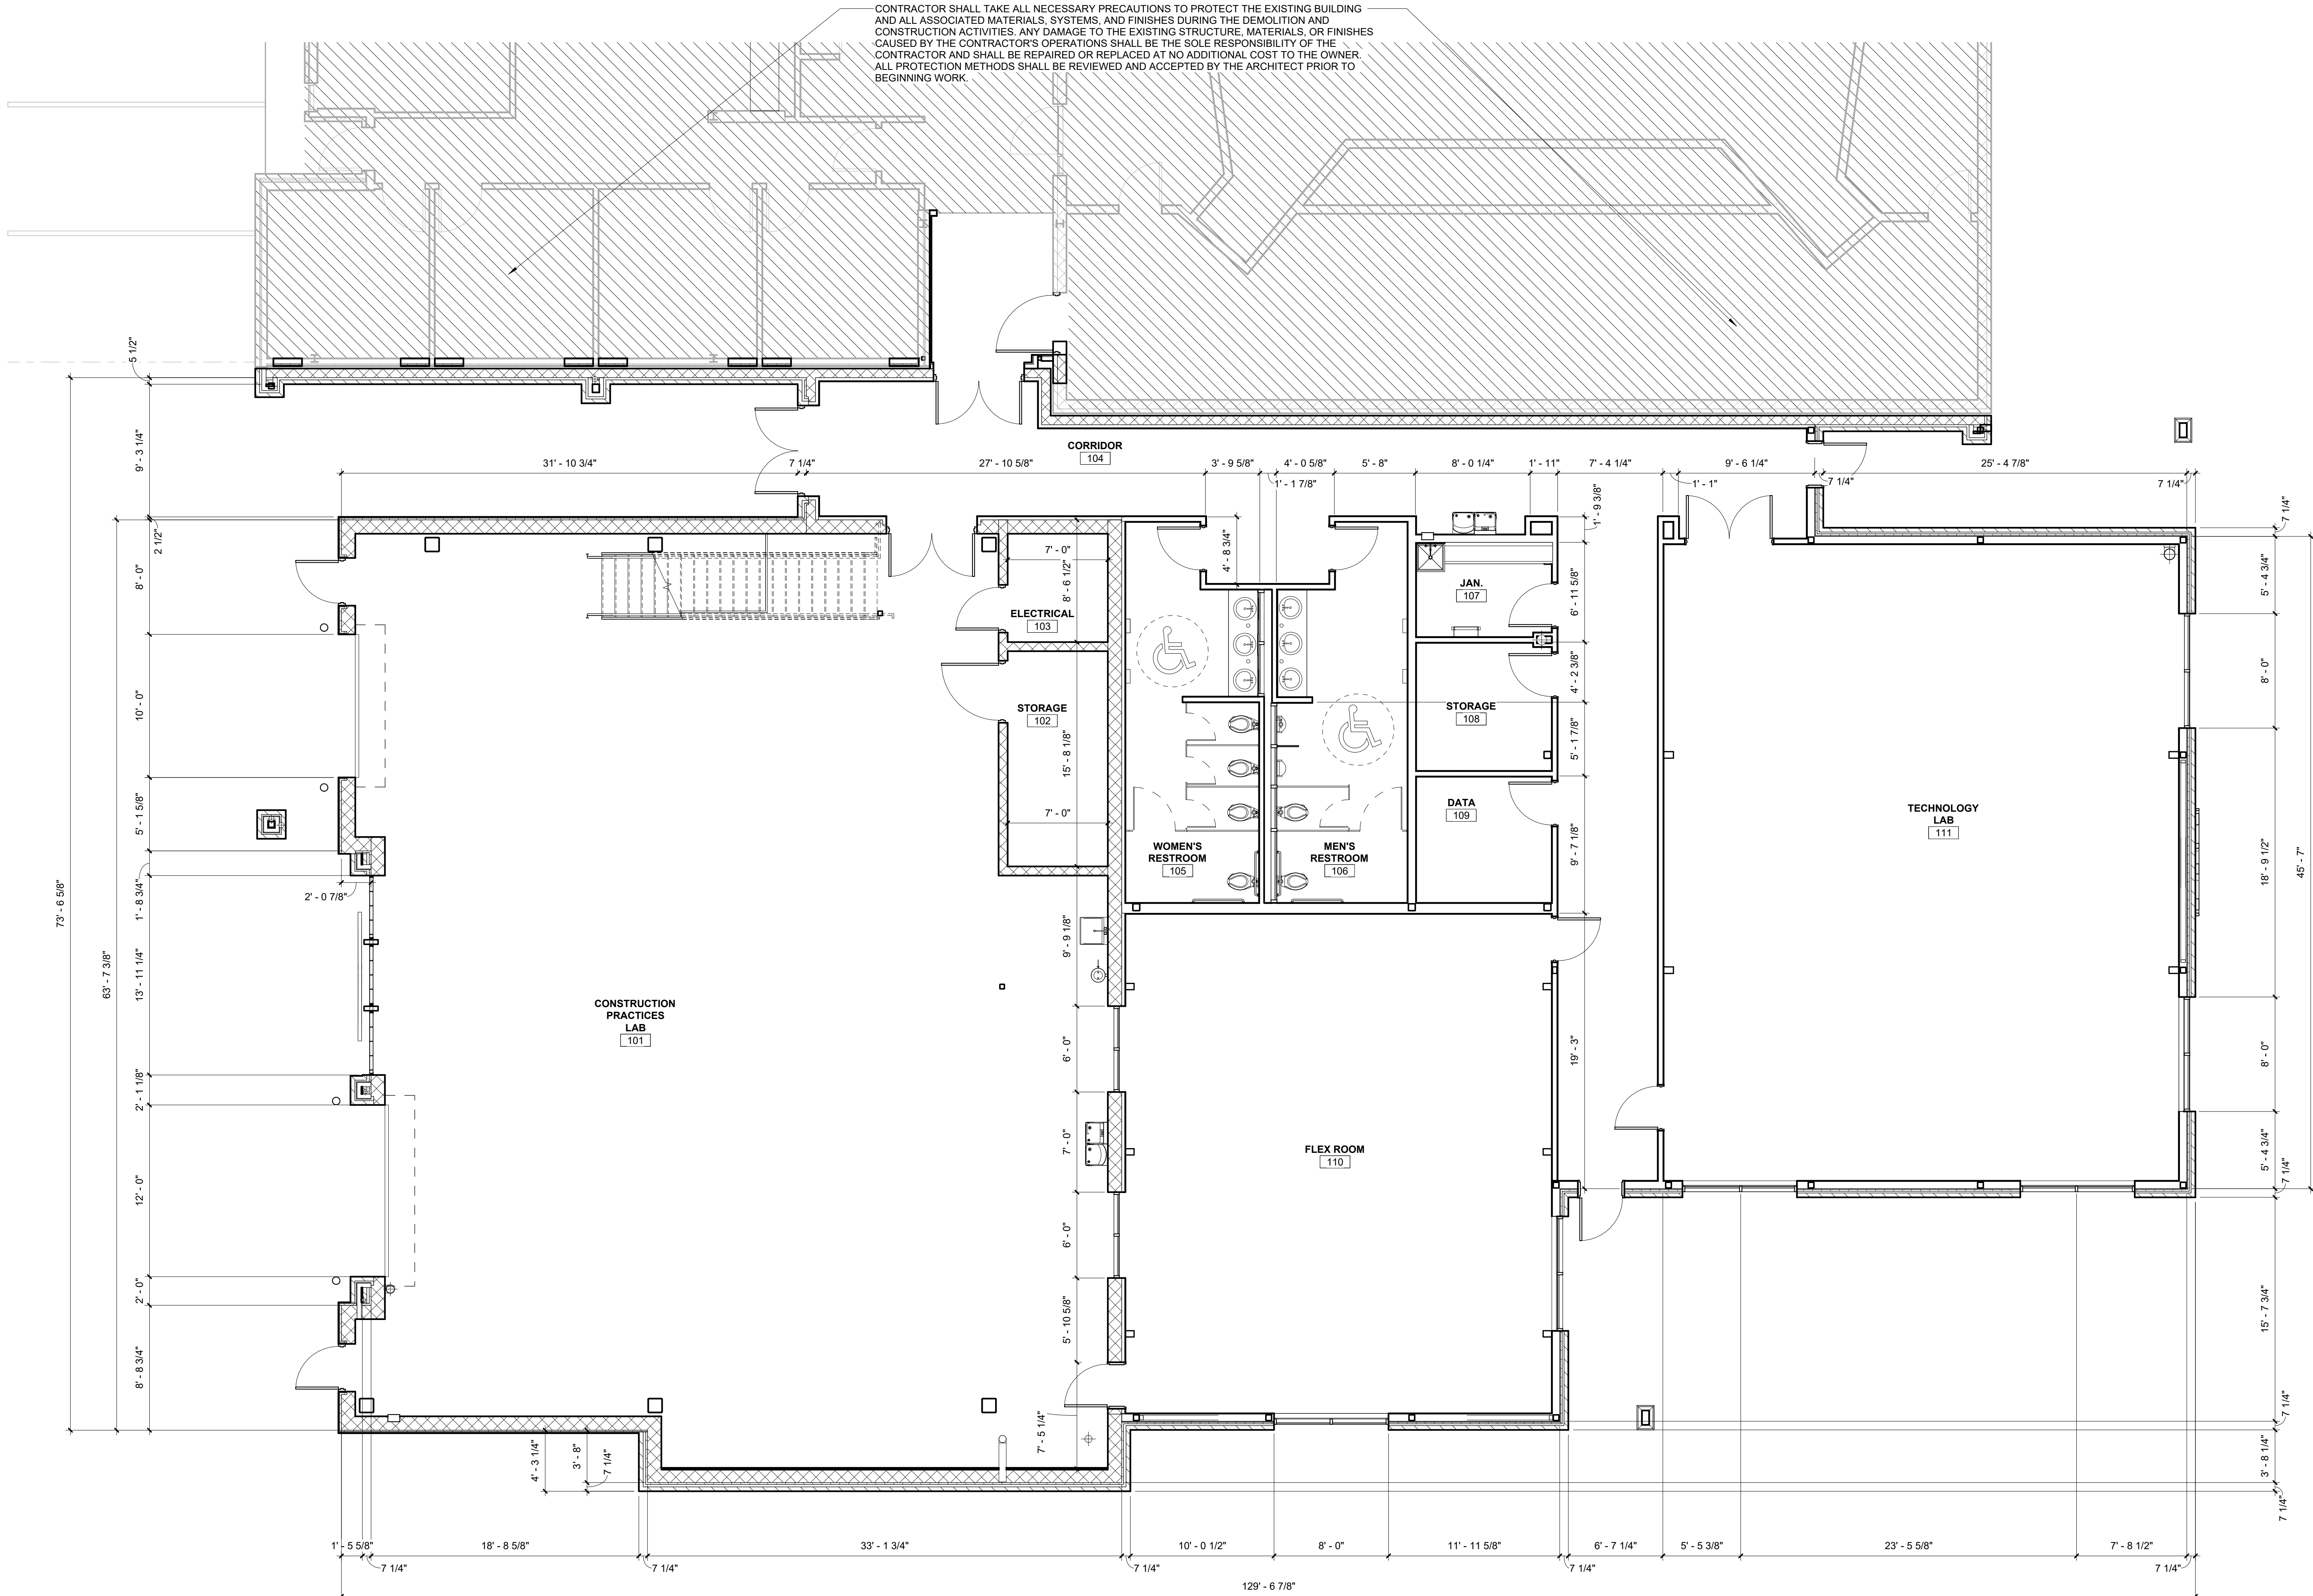 CONTRACTOR SHALL TAKE ALL NECESSARY PRECAUTIONS TO PROTECT THE EXISTING BUILDING
AND ALL ASSOCIATED MATERIALS, SYSTEMS, AND FINISHES DURING THE DEMOLITION AND
CONSTRUCTION ACTIVITIES. ANY DAMAGE TO THE EXISTING STRUCTURE, MATERIALS, OR FINISHES
CAUSED BY THE CONTRACTOR'S OPERATIONS SHALL BE THE SOLE RESPONSIBILITY OF THE
CONTRACTOR AND SHALL BE REPAIRED OR REPLACED AT NO ADDITIONAL COST TO THE OWNER.
ALL PROTECTION METHODS SHALL BE REVIEWED AND ACCEPTED BY THE ARCHITECT PRIOR TO
BEGINNING WORK.
5 1/2"
9' - 3 1/4"
CORRIDOR
104
31' - 10 3/4"
7 1/4"
27' - 10 5/8"
3' - 9 5/8"
4' - 0 5/8"
5' - 8"
8' - 0 1/4"
1' - 11"
7' - 4 1/4"
9' - 6 1/4"
25' - 4 7/8"
1' - 1 7/8"
1' - 1"
7 1/4"
7 1/4"
2 1/2"
8' - 0"
10' - 0"
5' - 1 5/8"
1' - 8 3/4"
2' - 0 7/8"
13' - 11 1/4"
2' - 1 1/8"
12' - 0"
2' - 0"
8' - 8 3/4"
73' - 6 5/8"
63' - 7 3/8"
7' - 0"
8' - 6 1/2"
ELECTRICAL
103
STORAGE
102
15' - 8 1/8"
7' - 0"
9' - 9 1/8"
6' - 0"
7' - 0"
6' - 0"
5' - 10 5/8"
7' - 5 1/4"
CONSTRUCTION
PRACTICES
LAB
101
4' - 8 3/4"
WOMEN'S
RESTROOM
105
MEN'S
RESTROOM
106
JAN.
107
STORAGE
108
DATA
109
FLEX ROOM
110
1' - 9 3/8"
6' - 11 5/8"
4' - 2 3/8"
5' - 1 7/8"
9' - 7 1/8"
19' - 3"
TECHNOLOGY
LAB
111
7 1/4"
5' - 4 3/4"
8' - 0"
18' - 9 1/2"
8' - 0"
5' - 4 3/4"
7 1/4"
45' - 7"
15' - 7 3/4"
7 1/4"
3' - 8 1/4"
7 1/4"
4' - 3 1/4"
3' - 8"
7 1/4"
1' - 5 5/8"
18' - 8 5/8"
33' - 1 3/4"
10' - 0 1/2"
8' - 0"
11' - 11 5/8"
6' - 7 1/4"
5' - 5 3/8"
23' - 5 5/8"
7' - 8 1/2"
7 1/4"
7 1/4"
7 1/4"
7 1/4"
7 1/4"
129' - 6 7/8"